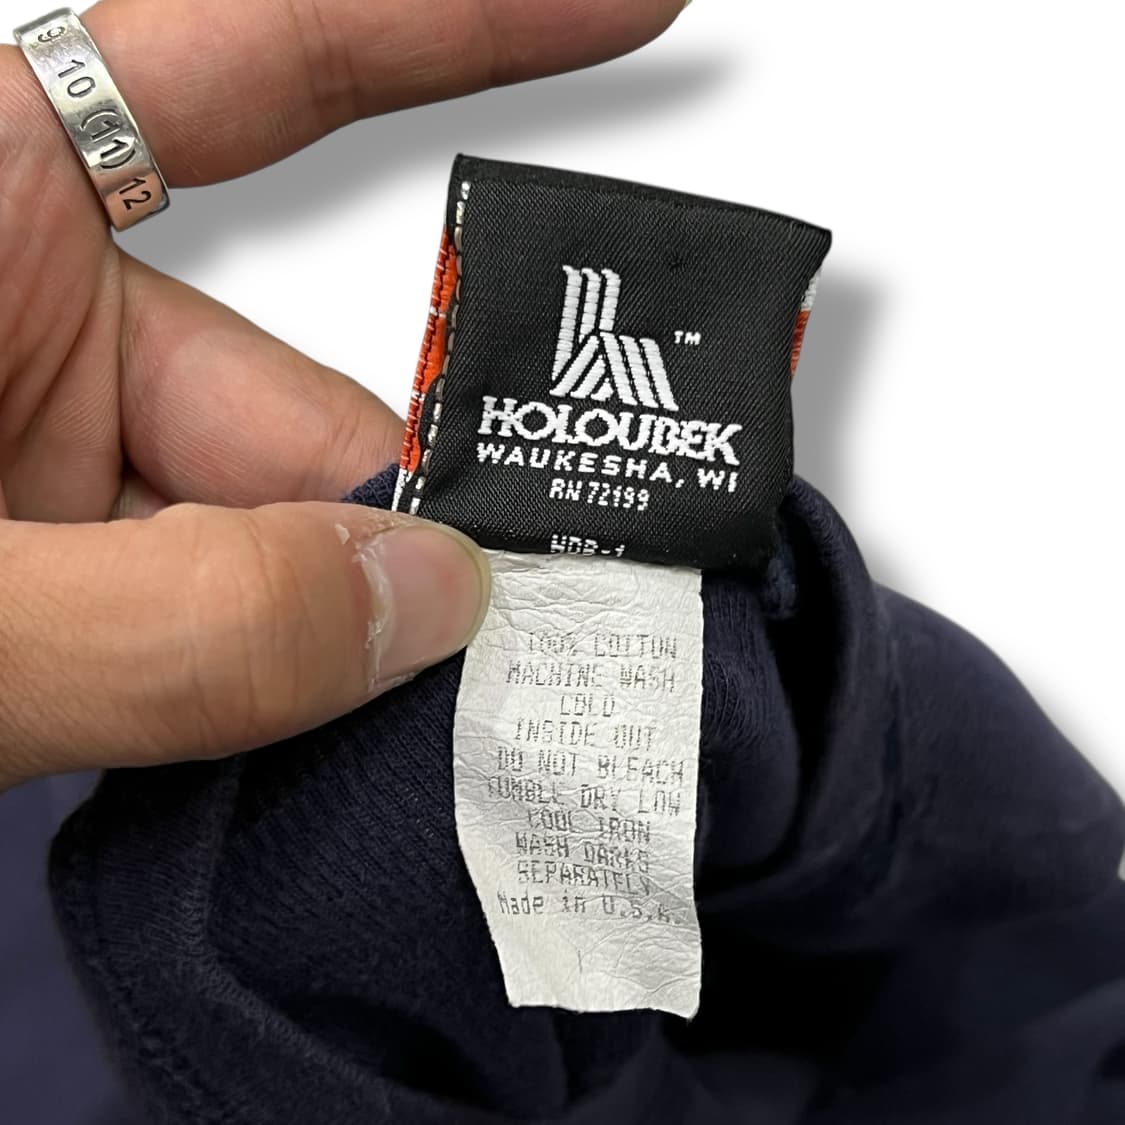 9 10 (11) 12
TM
HOLOUBEK
WAUKESHA, WI
RN 72199
100% COTTON
MACHINE WASH
COLD
INSIDE OUT
DO NOT BLEACH
TUMBLE DRY LOW
COOL IRON
WASH DARKS
SEPARATELY
Made in U.S.A.